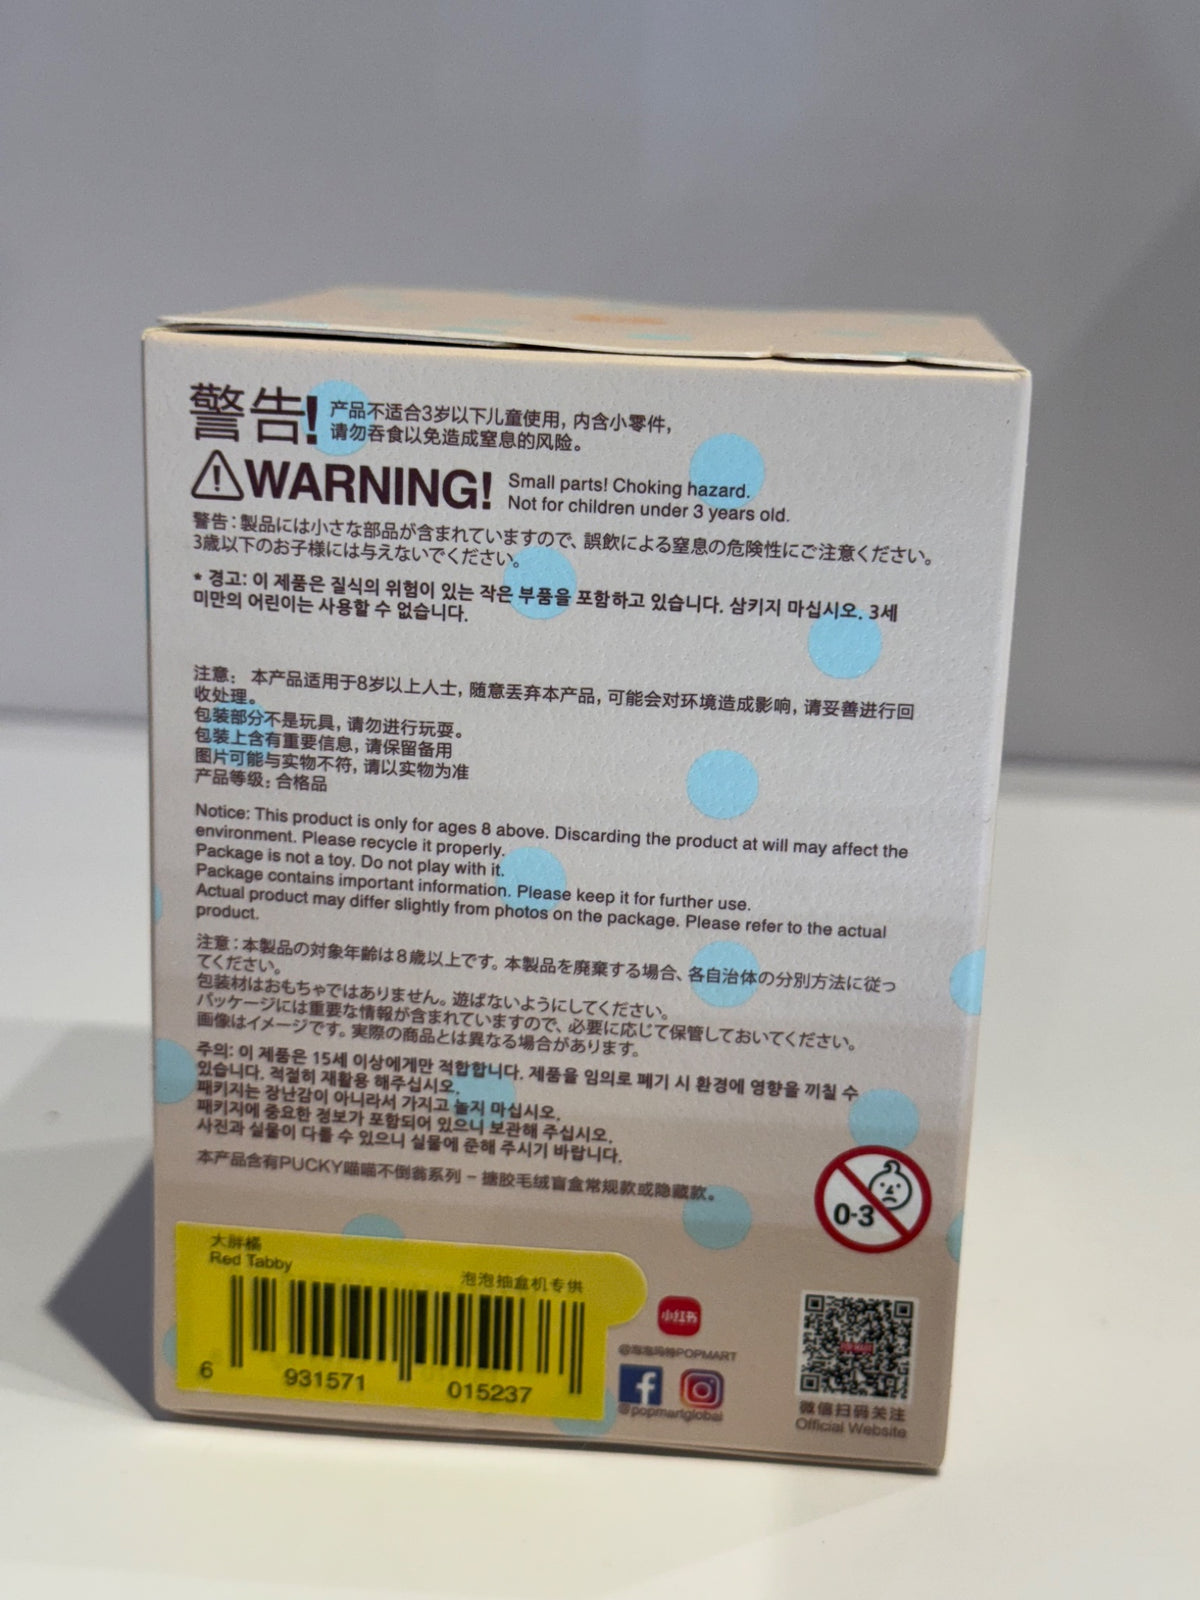 警告! 产品不适合3岁以下儿童使用，内含小零件，
请勿吞食以免造成窒息的风险。
WARNING! Small parts! Choking hazard.
Not for children under 3 years old.
警告：製品には小さな部品が含まれていますので、誤飲による窒息の危険性にご注意ください。
3歳以下のお子様には与えないでください。
* 경고: 이 제품은 질식의 위험이 있는 작은 부품을 포함하고 있습니다. 삼키지 마십시오. 3세
미만의 어린이는 사용할 수 없습니다.
注意： 本产品适用于8岁以上人士，随意丢弃本产品，可能会对环境造成影响，请妥善进行回
收处理。
包装部分不是玩具，请勿进行玩耍。
包装上含有重要信息，请保留备用
图片可能与实物不符，请以实物为准
产品等级：合格品
Notice: This product is only for ages 8 above. Discarding the product at will may affect the
environment. Please recycle it properly.
Package is not a toy. Do not play with it.
Package contains important information. Please keep it for further use.
Actual product may differ slightly from photos on the package. Please refer to the actual
product.
注意：本製品の対象年齢は8歳以上です。本製品を廃棄する場合、各自治体の分別方法に従っ
てください。
包装材はおもちゃではありません。遊ばないようにしてください。
パッケージには重要な情報が含まれていますので、必要に応じて保管しておいてください。
画像はイメージです。実際の商品とは異なる場合があります。
주의: 이 제품은 15세 이상에게만 적합합니다. 제품을 임의로 폐기 시 환경에 영향을 끼칠 수
있습니다. 적절히 재활용 해주십시오.
패키지는 장난감이 아니라서 가지고 놀지 마십시오.
패키지에 중요한 정보가 포함되어 있으니 보관해 주십시오.
사진과 실물이 다를 수 있으니 실물에 준해 주시기 바랍니다.
本产品含有PUCKY喵喵不倒翁系列 – 搪胶毛绒盲盒常规款或隐藏款。
0-3
大胖橘
Red Tabby
泡泡抽盒机专供
6 931571 015237
小红书
@泡泡玛特POPMART
@popmartglobal
微信扫码关注
Official Website